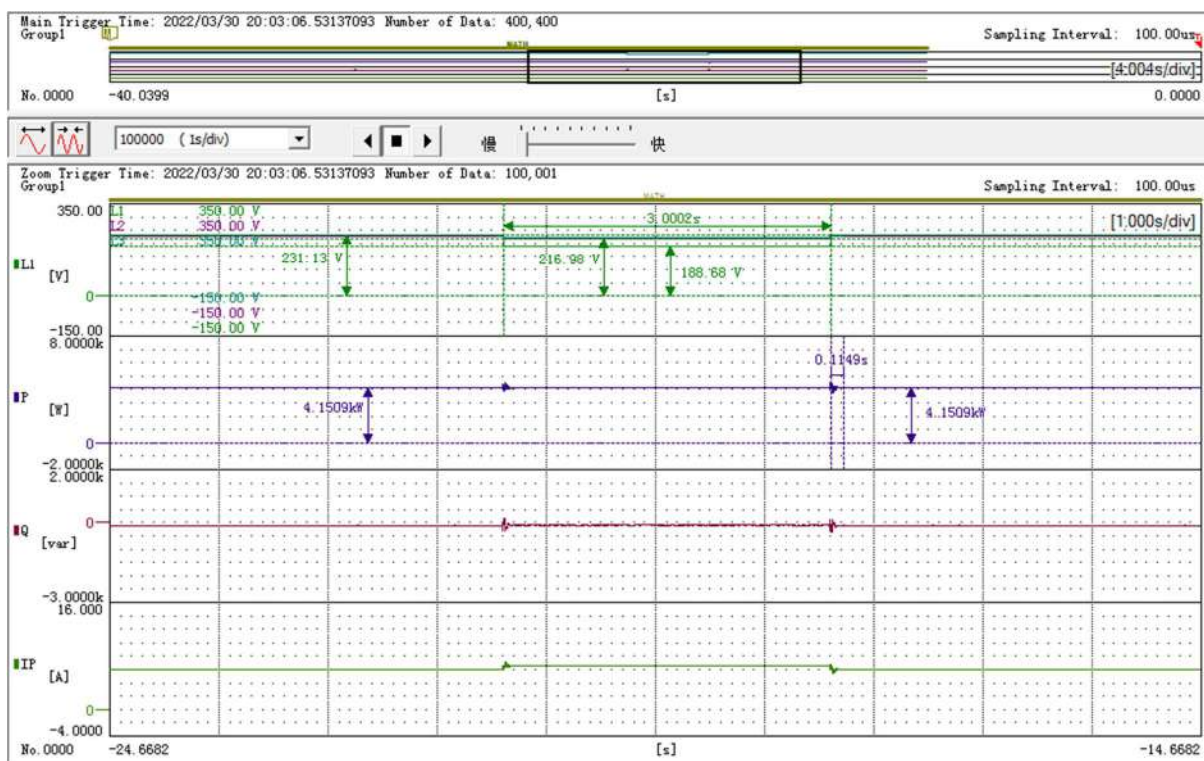 Main Trigger Time: 2022/03/30 20:03:06.53137093 Number of Data: 400,400
Group1
Sampling Interval: 100.00us
MATH
[4.004s/div]
No.0000 -40.0399 [s] 0.0000
100000 ( 1s/div) 慢 快
Zoom Trigger Time: 2022/03/30 20:03:06.53137093 Number of Data: 100,001
Group1
Sampling Interval: 100.00us
MATH
350.00 L1 350.00 V
L2 350.00 V
L3 350.00 V
3.0002s
[1.000s/div]
231.13 V
216.98 V
188.68 V
L1
[V]
0
-150.00 V
-150.00 V
-150.00 V
-150.00
8.0000k
0.1149s
P
[W]
4.1509kW
4.1509kW
0
-2.0000k
2.0000k
0
Q
[var]
-3.0000k
16.000
IP
[A]
0
-4.0000
No.0000 -24.6682 [s] -14.6682